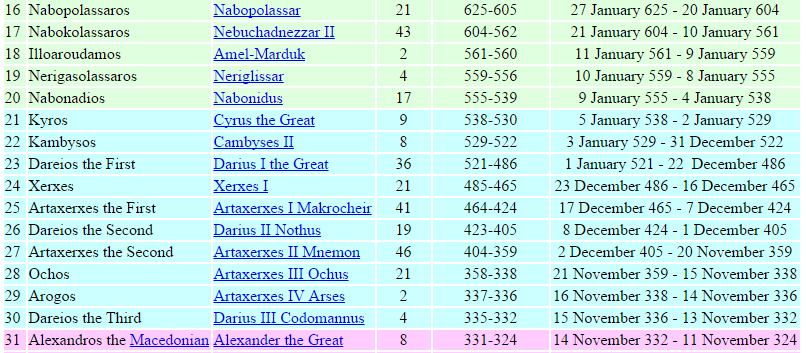 16 Nabopolassaros Nabopolassar 21 625-605 27 January 625 - 20 January 604
17 Nabokolassaros Nebuchadnezzar II 43 604-562 21 January 604 - 10 January 561
18 Illoaroudamos Amel-Marduk 2 561-560 11 January 561 - 9 January 559
19 Nerigasolassaros Neriglissar 4 559-556 10 January 559 - 8 January 555
20 Nabonadios Nabonidus 17 555-539 9 January 555 - 4 January 538
21 Kyros Cyrus the Great 9 538-530 5 January 538 - 2 January 529
22 Kambysos Cambyses II 8 529-522 3 January 529 - 31 December 522
23 Dareios the First Darius I the Great 36 521-486 1 January 521 - 22 December 486
24 Xerxes Xerxes I 21 485-465 23 December 486 - 16 December 465
25 Artaxerxes the First Artaxerxes I Makrocheir 41 464-424 17 December 465 - 7 December 424
26 Dareios the Second Darius II Nothus 19 423-405 8 December 424 - 1 December 405
27 Artaxerxes the Second Artaxerxes II Mnemon 46 404-359 2 December 405 - 20 November 359
28 Ochos Artaxerxes III Ochus 21 358-338 21 November 359 - 15 November 338
29 Arogos Artaxerxes IV Arses 2 337-336 16 November 338 - 14 November 336
30 Dareios the Third Darius III Codomannus 4 335-332 15 November 336 - 13 November 332
31 Alexandros the Macedonian Alexander the Great 8 331-324 14 November 332 - 11 November 324